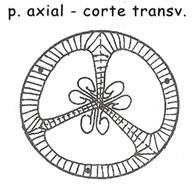 p. axial - corte transv.